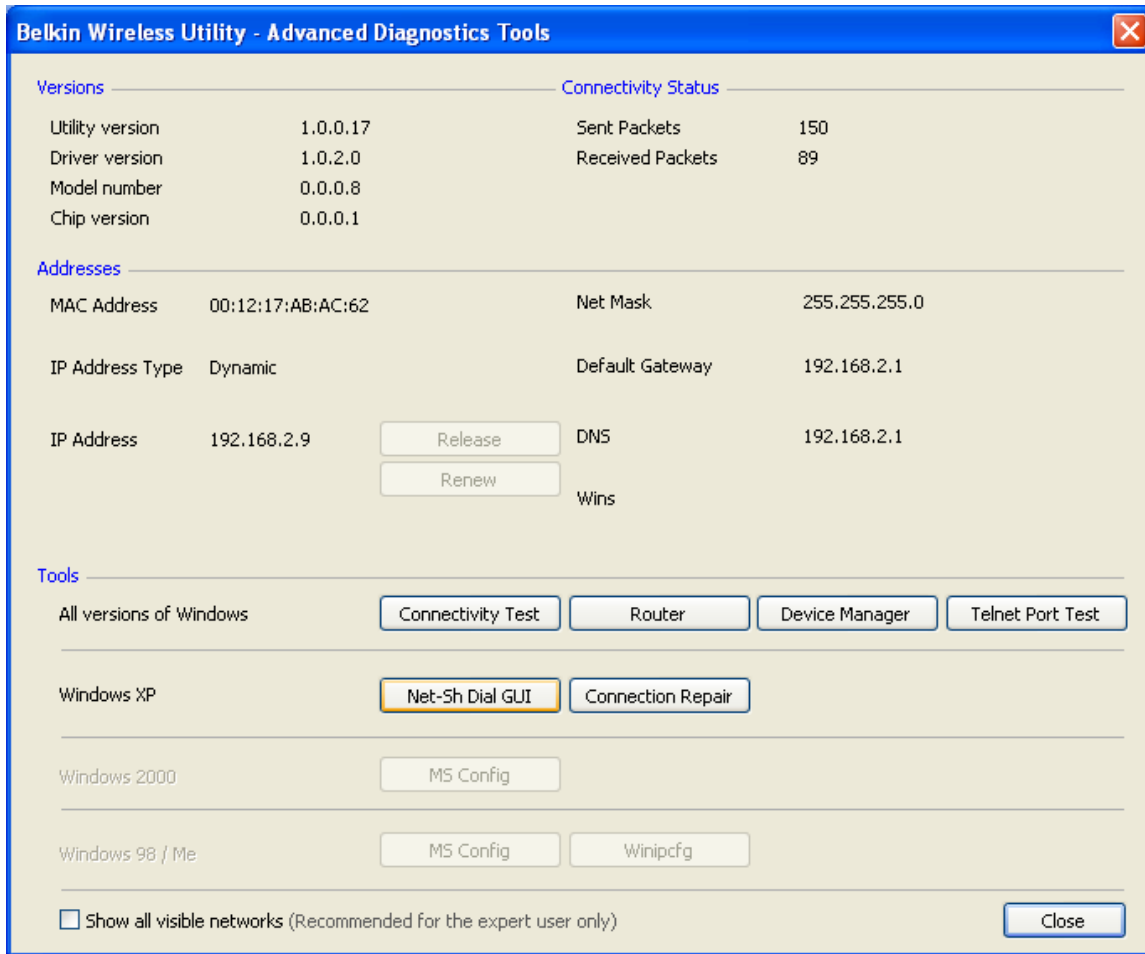 Belkin Wireless Utility - Advanced Diagnostics Tools
Versions
Utility version 1.0.0.17
Driver version 1.0.2.0
Model number 0.0.0.8
Chip version 0.0.0.1
Connectivity Status
Sent Packets 150
Received Packets 89
Addresses
MAC Address 00:12:17:AB:AC:62
IP Address Type Dynamic
IP Address 192.168.2.9 Release
Renew
Net Mask 255.255.255.0
Default Gateway 192.168.2.1
DNS 192.168.2.1
Wins
Tools
All versions of Windows Connectivity Test Router Device Manager Telnet Port Test
Windows XP Net-Sh Dial GUI Connection Repair
Windows 2000 MS Config
Windows 98 / Me MS Config Winipcfg
Show all visible networks (Recommended for the expert user only) Close